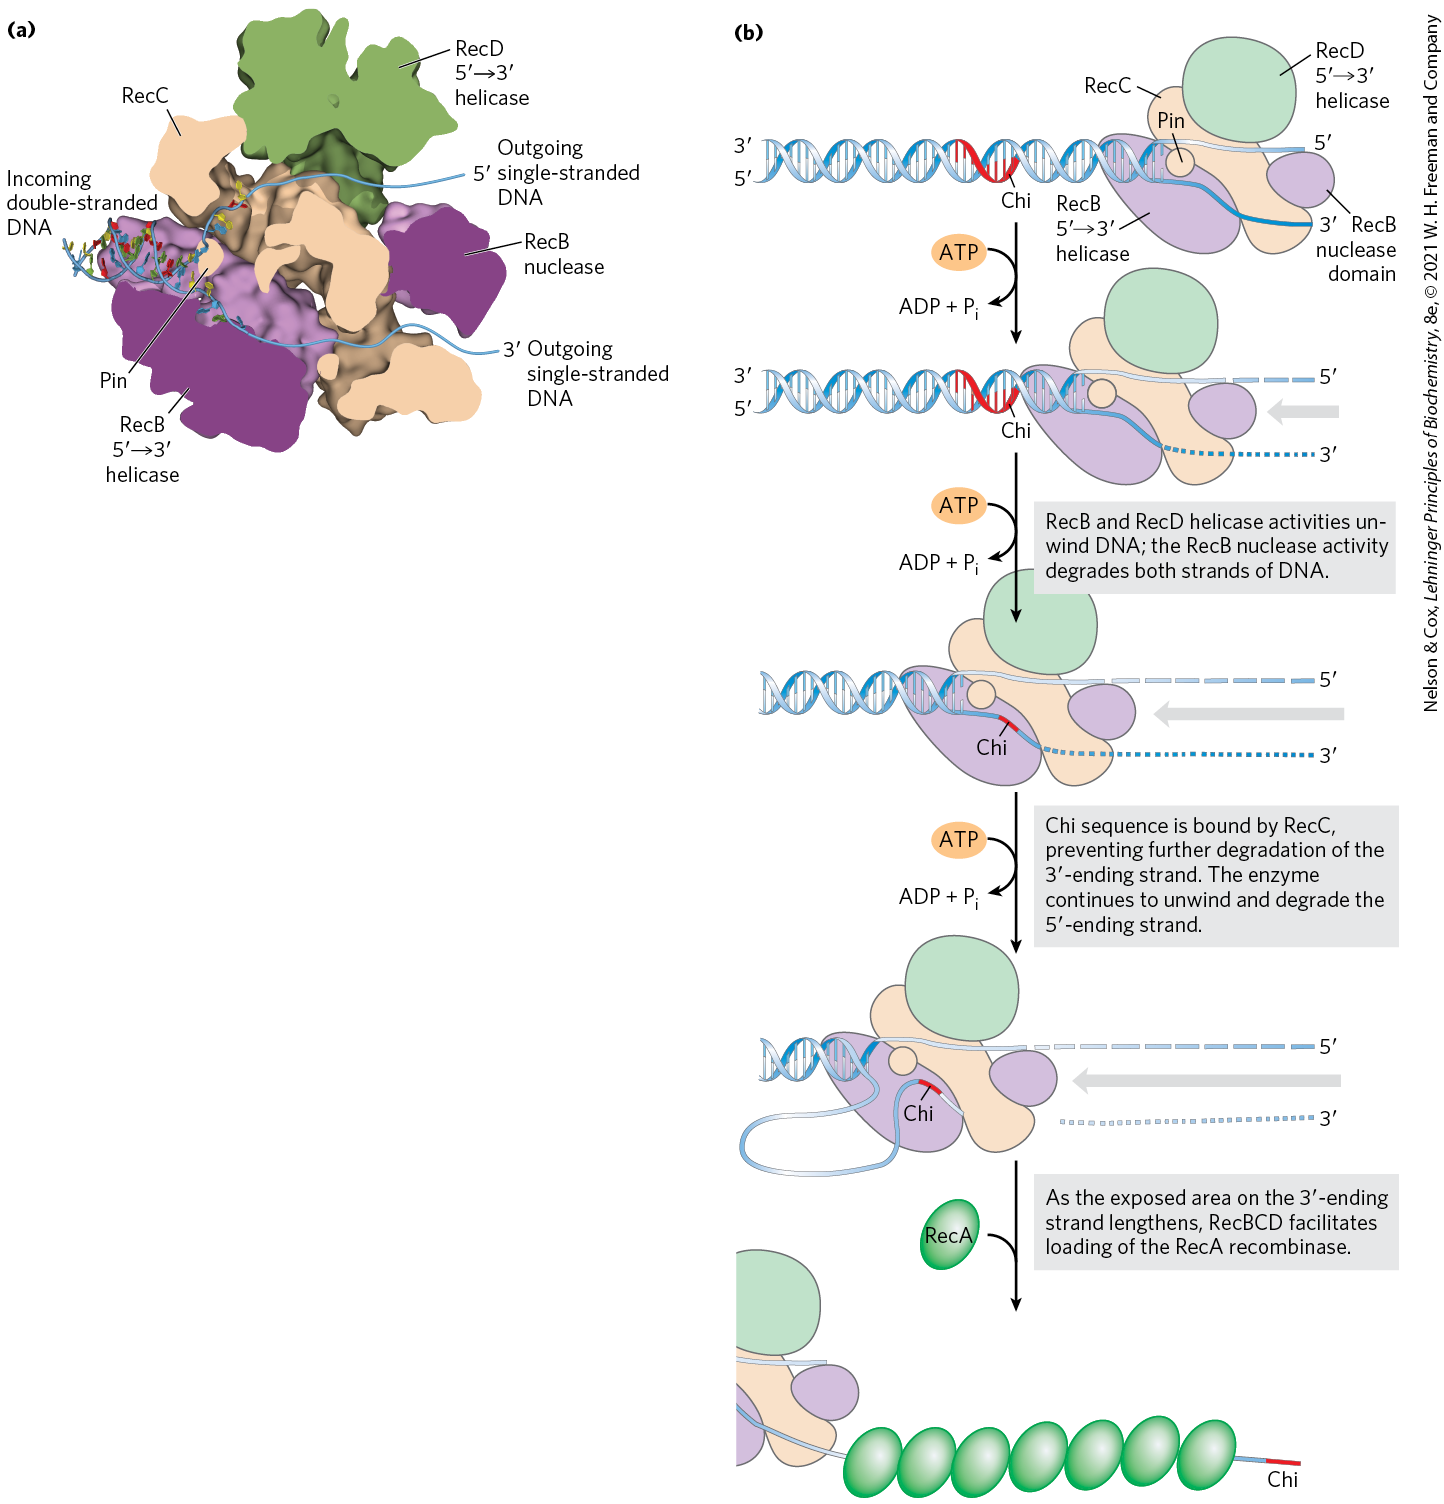 (a)
RecD
5′→3′
helicase
RecC
Outgoing
5′ single-stranded
DNA
Incoming
double-stranded
DNA
RecB
nuclease
3′ Outgoing
single-stranded
DNA
Pin
RecB
5′→3′
helicase
(b)
RecD
5′→3′
helicase
RecC
Pin
3′
5′
5′
Chi
RecB
5′→3′
helicase
3′ RecB
nuclease
domain
ATP
ADP + Pi
3′
5′
5′
Chi
3′
ATP
ADP + Pi
RecB and RecD helicase activities un-
wind DNA; the RecB nuclease activity
degrades both strands of DNA.
5′
Chi
3′
ATP
ADP + Pi
Chi sequence is bound by RecC,
preventing further degradation of the
3′-ending strand. The enzyme
continues to unwind and degrade the
5′-ending strand.
5′
Chi
3′
RecA
As the exposed area on the 3′-ending
strand lengthens, RecBCD facilitates
loading of the RecA recombinase.
Chi
Nelson & Cox, Lehninger Principles of Biochemistry, 8e, © 2021 W. H. Freeman and Company